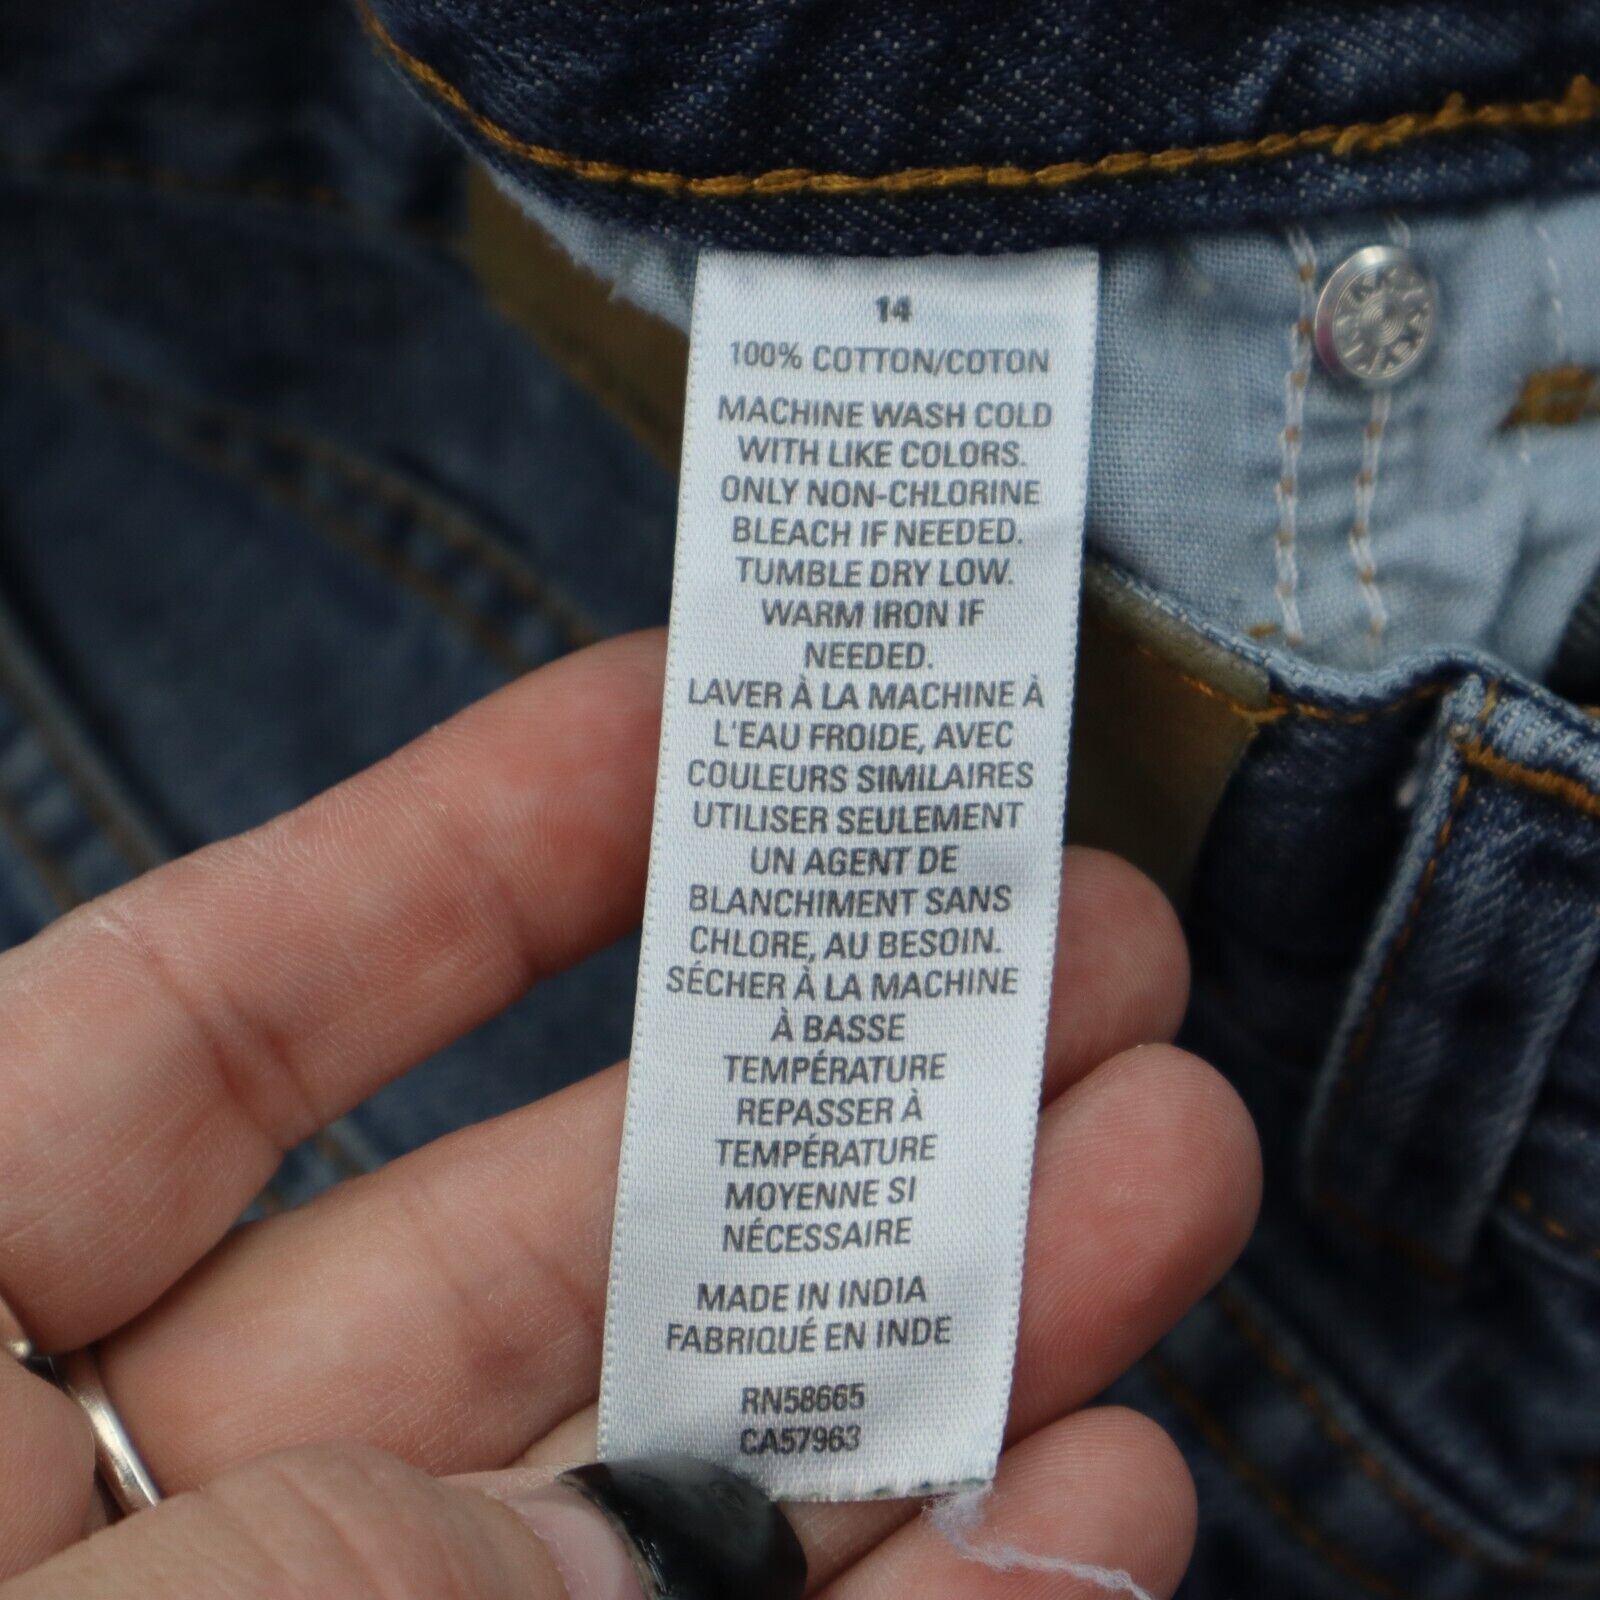 14
100% COTTON/COTON
MACHINE WASH COLD
WITH LIKE COLORS.
ONLY NON-CHLORINE
BLEACH IF NEEDED.
TUMBLE DRY LOW.
WARM IRON IF
NEEDED.
LAVER À LA MACHINE À
L'EAU FROIDE, AVEC
COULEURS SIMILAIRES
UTILISER SEULEMENT
UN AGENT DE
BLANCHIMENT SANS
CHLORE, AU BESOIN.
SÉCHER À LA MACHINE
À BASSE
TEMPÉRATURE
REPASSER À
TEMPÉRATURE
MOYENNE SI
NÉCESSAIRE
MADE IN INDIA
FABRIQUÉ EN INDE
RN58665
CA57963